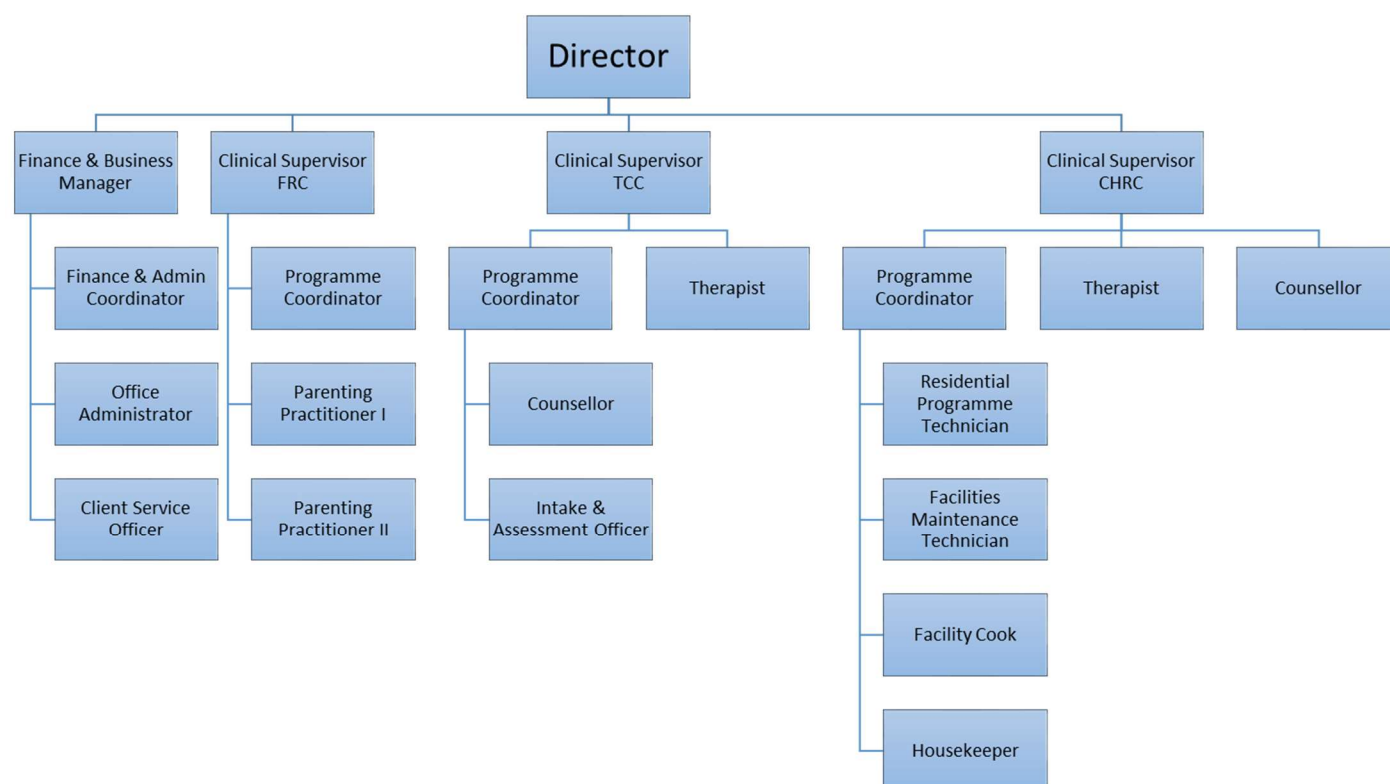 Director
Finance & Business
Manager
Clinical Supervisor
FRC
Clinical Supervisor
TCC
Clinical Supervisor
CHRC
Finance & Admin
Coordinator
Programme
Coordinator
Programme
Coordinator
Therapist
Programme
Coordinator
Therapist
Counsellor
Office
Administrator
Parenting
Practitioner I
Counsellor
Residential
Programme
Technician
Client Service
Officer
Parenting
Practitioner II
Intake &
Assessment Officer
Facilities
Maintenance
Technician
Facility Cook
Housekeeper